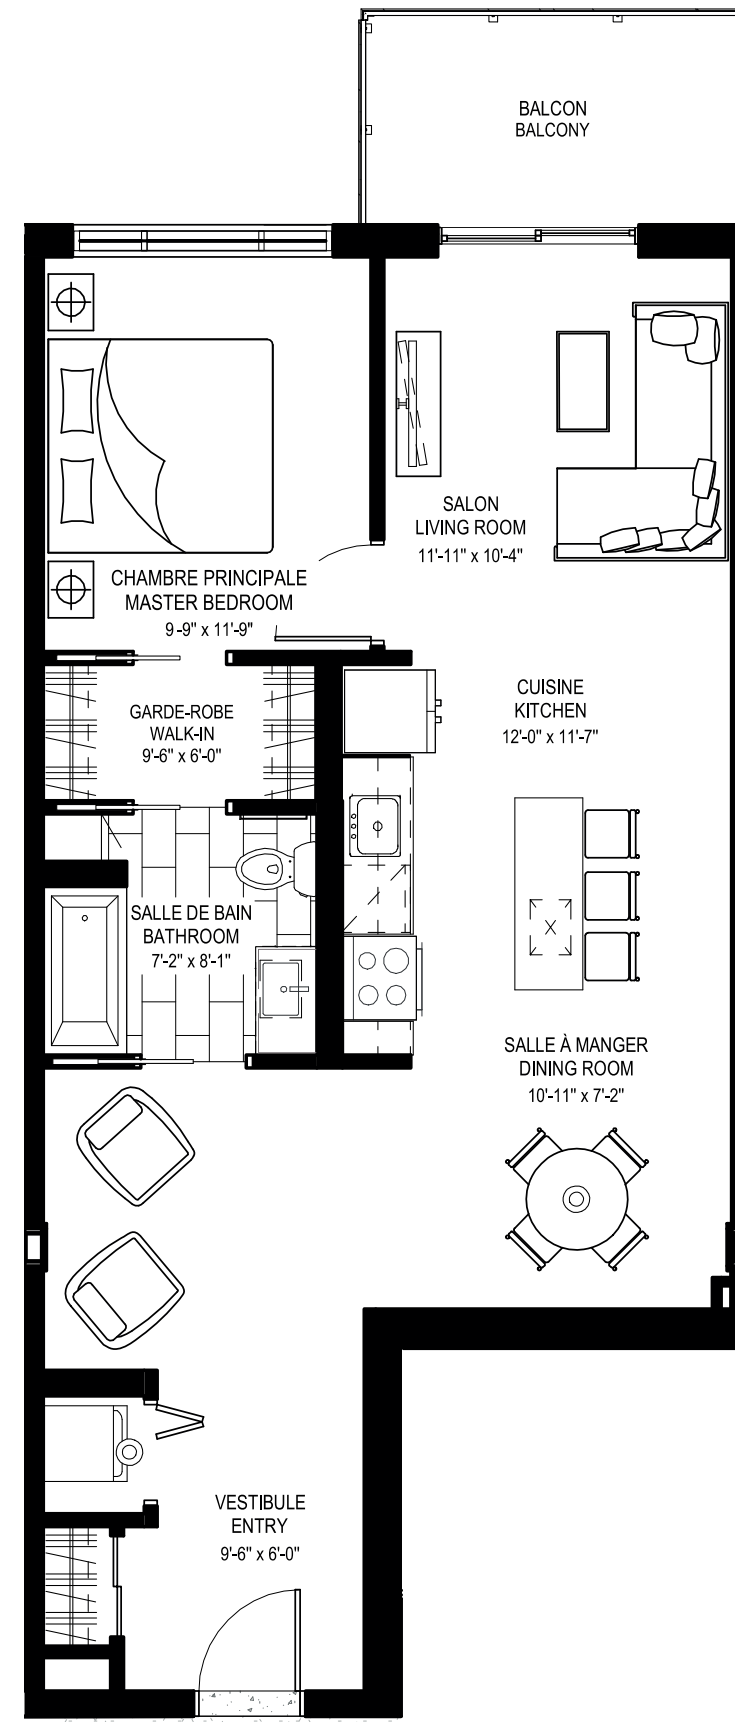 BALCON
BALCONY
SALON
LIVING ROOM
11'-11" x 10'-4"
CHAMBRE PRINCIPALE
MASTER BEDROOM
9-9" x 11'-9"
GARDE-ROBE
WALK-IN
9'-6" x 6'-0"
CUISINE
KITCHEN
12'-0" x 11'-7"
SALLE DE BAIN
BATHROOM
7'-2" x 8'-1"
SALLE À MANGER
DINING ROOM
10'-11" x 7'-2"
VESTIBULE
ENTRY
9'-6" x 6'-0"